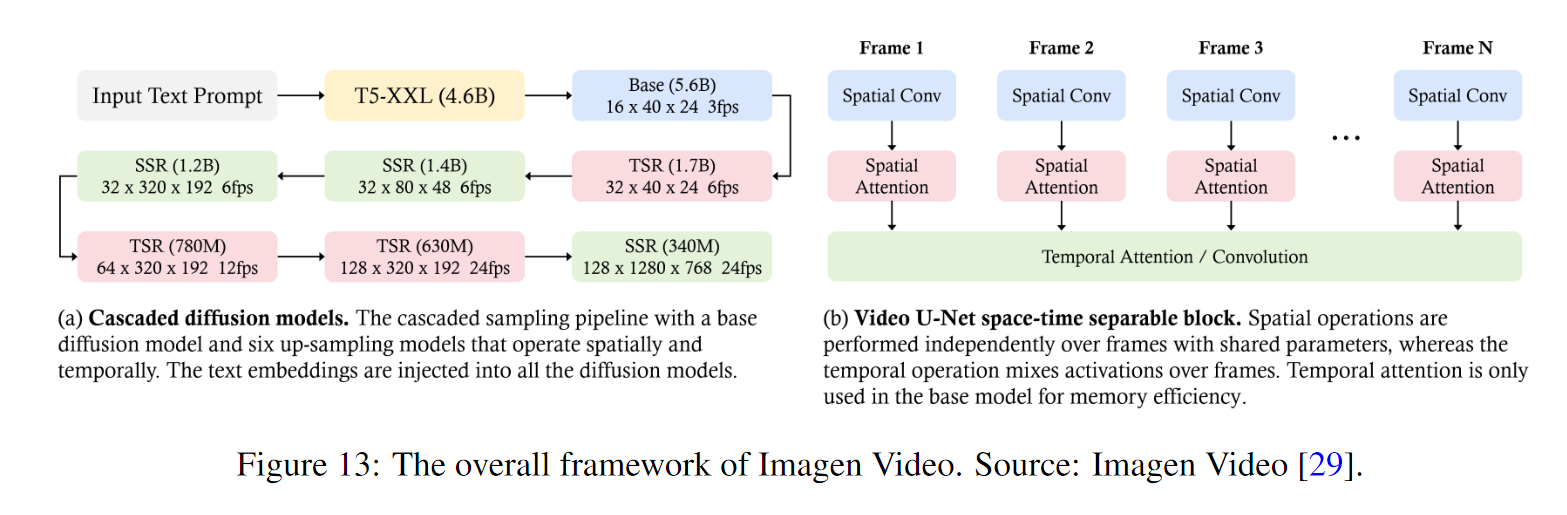 Input Text Prompt
T5-XXL (4.6B)
Base (5.6B)
16 x 40 x 24 3fps
TSR (1.7B)
32 x 40 x 24 6fps
SSR (1.4B)
32 x 80 x 48 6fps
SSR (1.2B)
32 x 320 x 192 6fps
TSR (780M)
64 x 320 x 192 12fps
TSR (630M)
128 x 320 x 192 24fps
SSR (340M)
128 x 1280 x 768 24fps
(a) Cascaded diffusion models. The cascaded sampling pipeline with a base
diffusion model and six up-sampling models that operate spatially and
temporally. The text embeddings are injected into all the diffusion models.
Frame 1
Frame 2
Frame 3
Frame N
Spatial Conv
Spatial Conv
Spatial Conv
Spatial Conv
...
Spatial
Attention
Spatial
Attention
Spatial
Attention
Spatial
Attention
Temporal Attention / Convolution
(b) Video U-Net space-time separable block. Spatial operations are
performed independently over frames with shared parameters, whereas the
temporal operation mixes activations over frames. Temporal attention is only
used in the base model for memory efficiency.
Figure 13: The overall framework of Imagen Video. Source: Imagen Video [29].